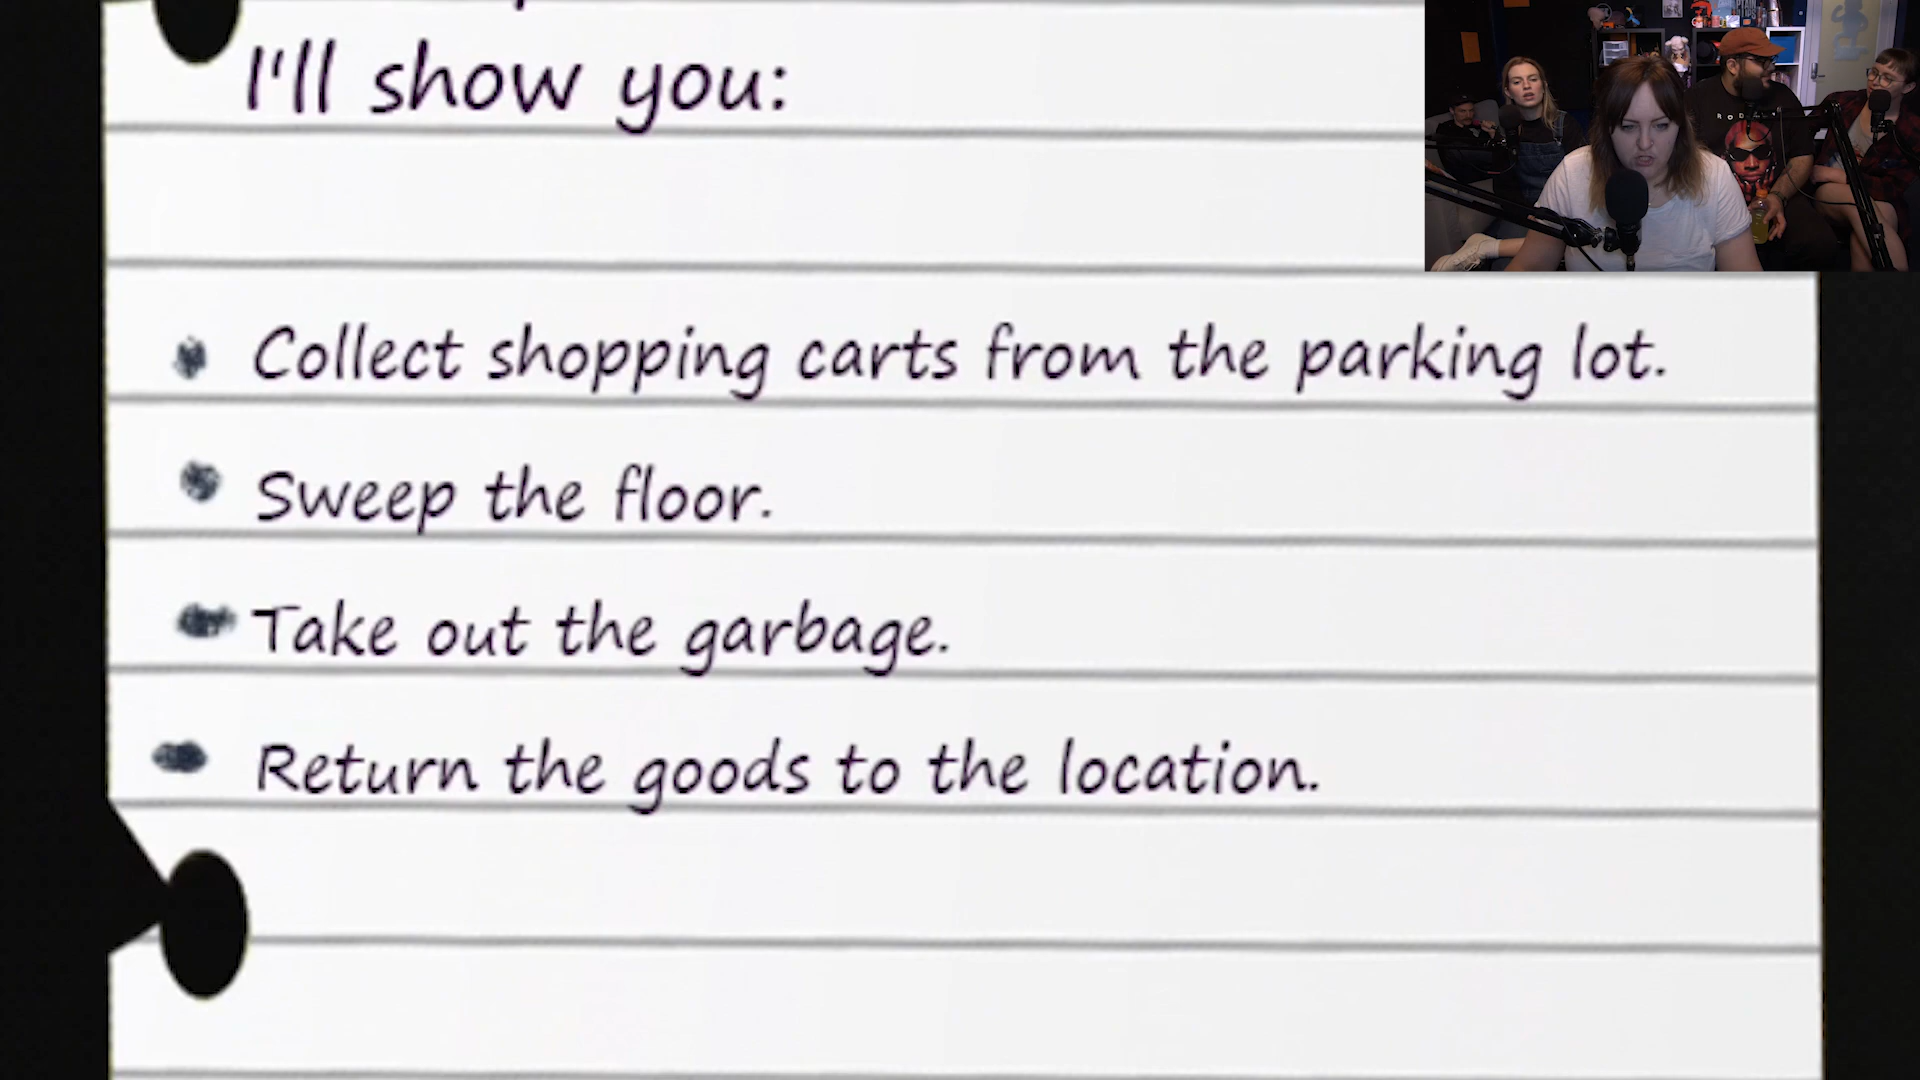 I'll show you:
Collect shopping carts from the parking lot.
Sweep the floor.
Take out the garbage.
Return the goods to the location.